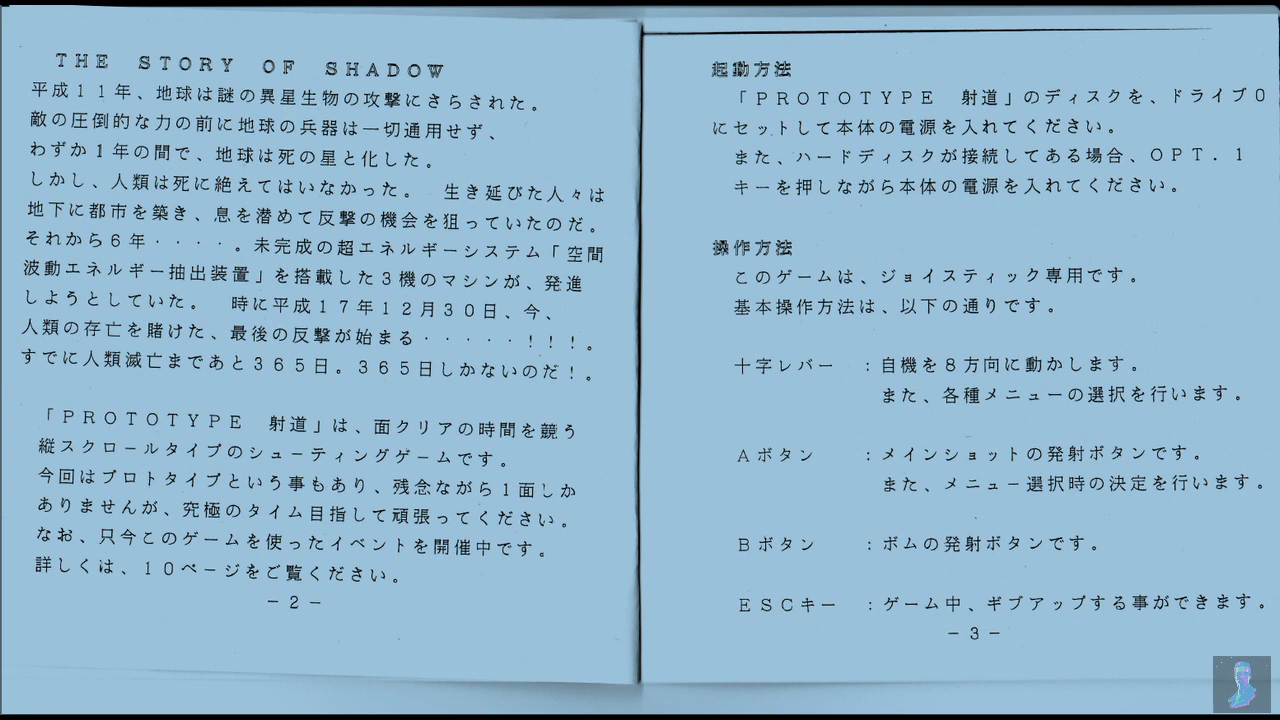 THE STORY OF SHADOW
平成11年、地球は謎の異星生物の攻撃にさらされた。
敵の圧倒的な力の前に地球の兵器は一切通用せず、
わずか1年の間で、地球は死の星と化した。
しかし、人類は死に絶えてはいなかった。 生き延びた人々は
地下に都市を築き、息を潜めて反撃の機会を狙っていたのだ。
それから6年・・・・。未完成の超エネルギーシステム「空間
波動エネルギー抽出装置」を搭載した3機のマシンが、発進
しようとしていた。 時に平成17年12月30日、今、
人類の存亡を賭けた、最後の反撃が始まる・・・・・!!!。
すでに人類滅亡まであと365日。365日しかないのだ!。
「PROTOTYPE 射道」は、面クリアの時間を競う
縦スクロールタイプのシューティングゲームです。
今回はプロトタイプという事もあり、残念ながら1面しか
ありませんが、究極のタイム目指して頑張ってください。
なお、只今このゲームを使ったイベントを開催中です。
詳しくは、10ページをご覧ください。
-2-
起動方法
「PROTOTYPE 射道」のディスクを、ドライブ0
にセットして本体の電源を入れてください。
また、ハードディスクが接続してある場合、OPT.1
キーを押しながら本体の電源を入れてください。
操作方法
このゲームは、ジョイスティック専用です。
基本操作方法は、以下の通りです。
十字レバー :自機を8方向に動かします。
また、各種メニューの選択を行います。
Aボタン :メインショットの発射ボタンです。
また、メニュー選択時の決定を行います。
Bボタン :ボムの発射ボタンです。
ESCキー :ゲーム中、ギブアップする事ができます。
-3-